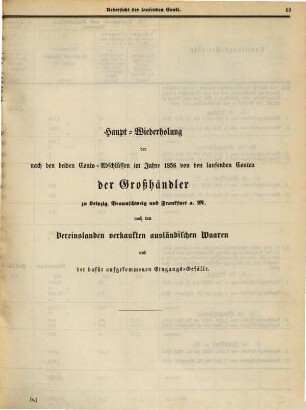 Uebersicht der laufenden Conti. 13
Haupt-Wiederholung
der
nach den beiden Conto-Abschlüssen im Jahre 1856 von den laufenden Conten
der Großhändler
zu Leipzig, Braunschweig und Frankfurt a. M.
nach den
Vereinslanden verkauften ausländischen Waaren
und
der dafür aufgekommenen Eingangs-Gefälle.